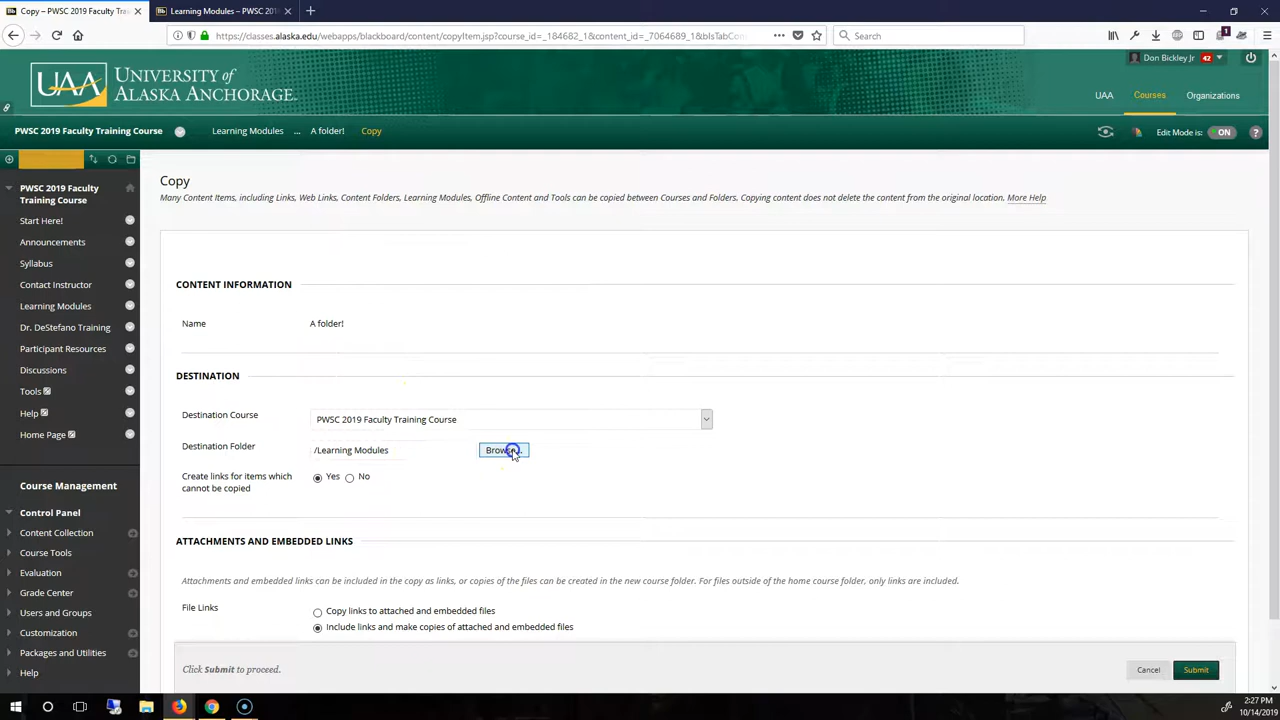 Copy – PWSC 2019 Faculty Trainin
Learning Modules – PWSC 201
https://classes.alaska.edu/webapps/blackboard/content/copyItem.jsp?course_id=_184682_1&content_id=_7064689_1&blsTabCon
Search
UAA
UNIVERSITY of
ALASKA ANCHORAGE.
Don Bickley Jr 42
UAA Courses Organizations
PWSC 2019 Faculty Training Course Learning Modules ... A folder! Copy Edit Mode is: ON ?
PWSC 2019 Faculty
Training Course
Start Here!
Announcements
Syllabus
Contact Instructor
Learning Modules
Dr. DeStefano Training
Participant Resources
Discussions
Tools
Help
Home Page
Course Management
Control Panel
Content Collection
Course Tools
Evaluation
Grade Center
Users and Groups
Customization
Packages and Utilities
Help
Copy
Many Content Items, including Links, Web Links, Content Folders, Learning Modules, Offline Content and Tools can be copied between Courses and Folders. Copying content does not delete the content from the original location. More Help
CONTENT INFORMATION
Name A folder!
DESTINATION
Destination Course PWSC 2019 Faculty Training Course
Destination Folder /Learning Modules Browse...
Create links for items which
cannot be copied
Yes No
ATTACHMENTS AND EMBEDDED LINKS
Attachments and embedded links can be included in the copy as links, or copies of the files can be created in the new course folder. For files outside of the home course folder, only links are included.
File Links
Copy links to attached and embedded files
Include links and make copies of attached and embedded files
Click Submit to proceed.
Cancel Submit
2:27 PM
10/14/2019